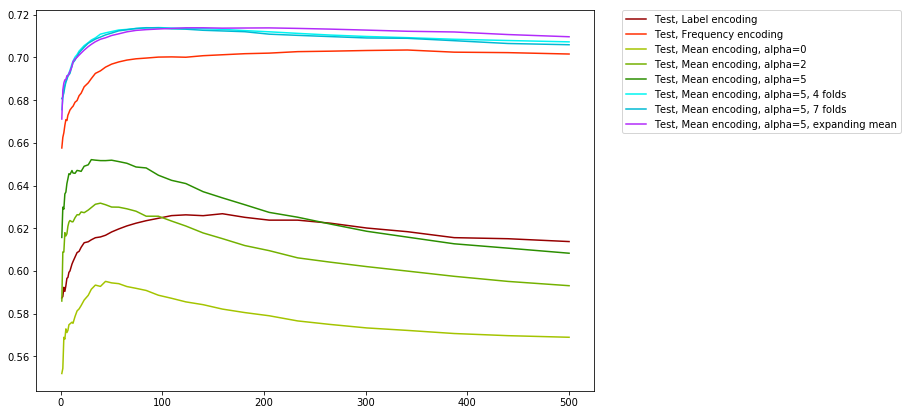 0.72
0.70
0.68
0.66
0.64
0.62
0.60
0.58
0.56
0
100
200
300
400
500
Test, Label encoding
Test, Frequency encoding
Test, Mean encoding, alpha=0
Test, Mean encoding, alpha=2
Test, Mean encoding, alpha=5
Test, Mean encoding, alpha=5, 4 folds
Test, Mean encoding, alpha=5, 7 folds
Test, Mean encoding, alpha=5, expanding mean